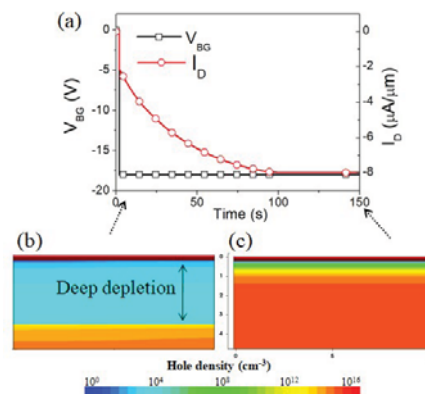 (a)
V_BG
I_D
V_BG (V)
0
-5
-10
-15
-20
I_D (μA/μm)
0
-2
-4
-6
-8
0
50
100
150
Time (s)
(b)
(c)
Deep depletion
Hole density (cm⁻³)
10⁰
10⁴
10⁸
10¹²
10¹⁶